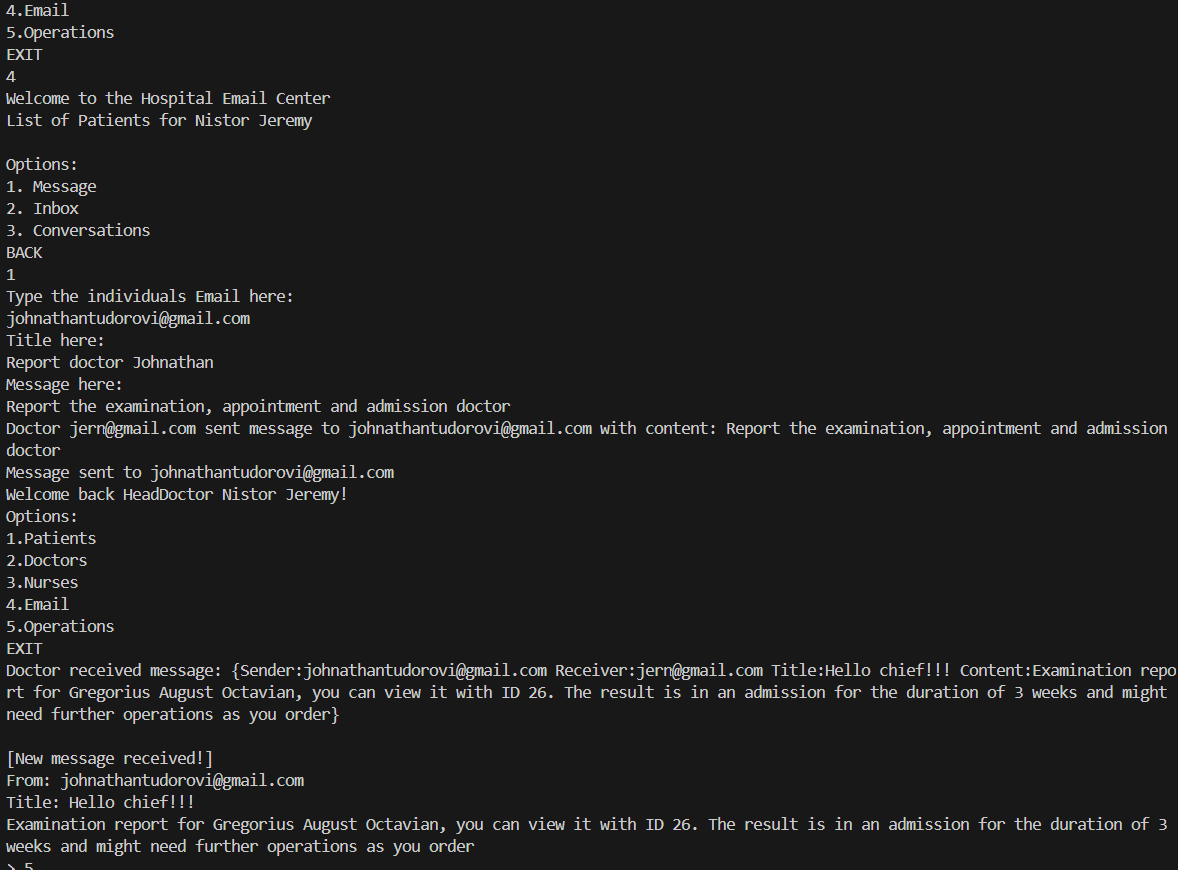 4.Email
5.Operations
EXIT
4
Welcome to the Hospital Email Center
List of Patients for Nistor Jeremy
Options:
1. Message
2. Inbox
3. Conversations
BACK
1
Type the individuals Email here:
johnathantudorovi@gmail.com
Title here:
Report doctor Johnathan
Message here:
Report the examination, appointment and admission doctor
Doctor jern@gmail.com sent message to johnathantudorovi@gmail.com with content: Report the examination, appointment and admission
doctor
Message sent to johnathantudorovi@gmail.com
Welcome back HeadDoctor Nistor Jeremy!
Options:
1.Patients
2.Doctors
3.Nurses
4.Email
5.Operations
EXIT
Doctor received message: {Sender:johnathantudorovi@gmail.com Receiver:jern@gmail.com Title:Hello chief!!! Content:Examination repo
rt for Gregorius August Octavian, you can view it with ID 26. The result is in an admission for the duration of 3 weeks and might
need further operations as you order}
[New message received!]
From: johnathantudorovi@gmail.com
Title: Hello chief!!!
Examination report for Gregorius August Octavian, you can view it with ID 26. The result is in an admission for the duration of 3
weeks and might need further operations as you order
> 5